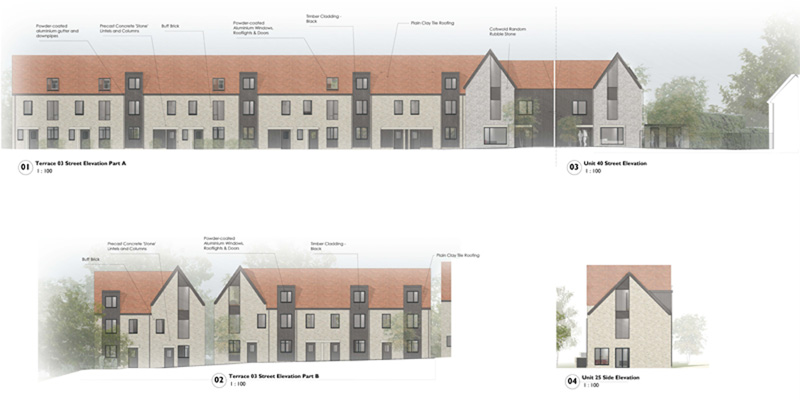 Powder-coated
aluminium gutter and
downpipes
Precast Concrete 'Stone'
Lintels and Columns
Buff Brick
Powder-coated
Aluminium Windows,
Rooflights & Doors
Timber Cladding -
Black
Plain Clay Tile Roofing
Cotswold Random
Rubble Stone
01 Terrace 03 Street Elevation Part A
1 : 100
03 Unit 40 Street Elevation
1 : 100
Buff Brick
Precast Concrete 'Stone'
Lintels and Columns
Powder-coated
Aluminium Windows,
Rooflights & Doors
Timber Cladding -
Black
Plain Clay Tile Roofing
02 Terrace 03 Street Elevation Part B
1 : 100
04 Unit 25 Side Elevation
1 : 100